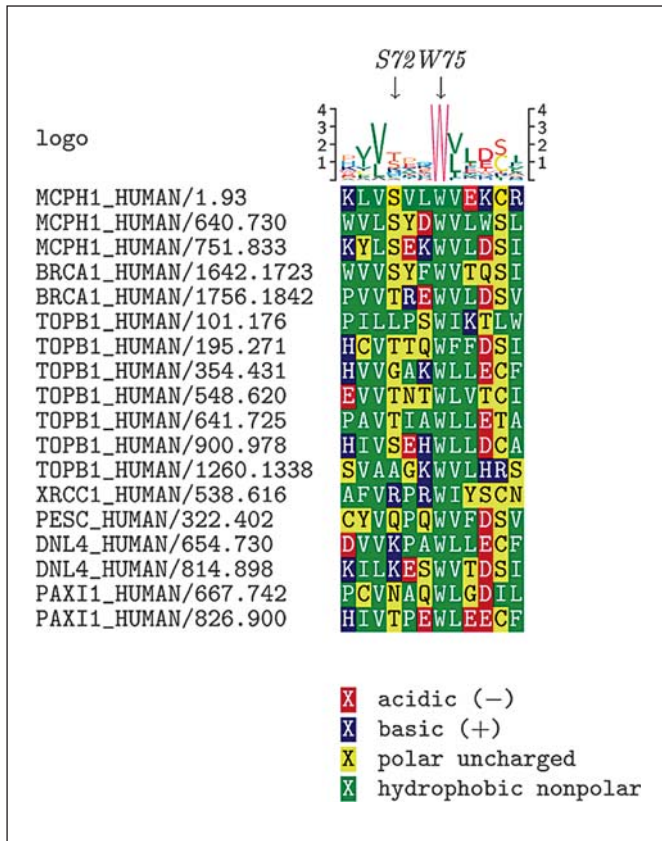 S72 W75
↓ ↓
4 4
3 3
logo
2 2
1 1
MCPH1_HUMAN/1.93 KLVSVLWVEKCR
MCPH1_HUMAN/640.730 WVLSYDWVLWSL
MCPH1_HUMAN/751.833 KYLSEKWVLDSI
BRCA1_HUMAN/1642.1723 WVVSYFWVTQSI
BRCA1_HUMAN/1756.1842 PVVTREWVLDSV
TOPB1_HUMAN/101.176 PILLPSWIKTLW
TOPB1_HUMAN/195.271 HCVTTQWFFDSI
TOPB1_HUMAN/354.431 HVVGAKWLLECF
TOPB1_HUMAN/548.620 EVVTNTWLVTCI
TOPB1_HUMAN/641.725 PAVTIAWLLETA
TOPB1_HUMAN/900.978 HIVSEHWLLDCA
TOPB1_HUMAN/1260.1338 SVAAGKWVLHRS
XRCC1_HUMAN/538.616 AFVRPRWIYSCN
PESC_HUMAN/322.402 CYVQPQWVFDSV
DNL4_HUMAN/654.730 DVVKPAWLLECF
DNL4_HUMAN/814.898 KILKESWVTDSI
PAXI1_HUMAN/667.742 PCVNAQWLGDIL
PAXI1_HUMAN/826.900 HIVTPEWLEECF
X acidic (−)
X basic (+)
X polar uncharged
X hydrophobic nonpolar